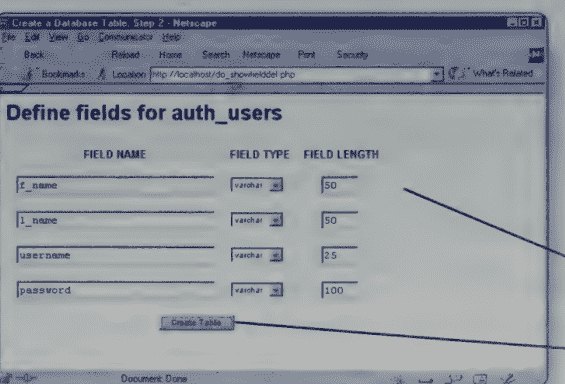 Create a Database Table: Step 2 - Netscape
File Edit View Go Communicator Help
Back Reload Home Search Netscape Print Security
Bookmarks Location http://localhost/do_showfielddef.php What's Related
Define fields for auth_users
FIELD NAME FIELD TYPE FIELD LENGTH
f_name varchar 50
l_name varchar 50
username varchar 25
password varchar 100
Create Table
Document: Done